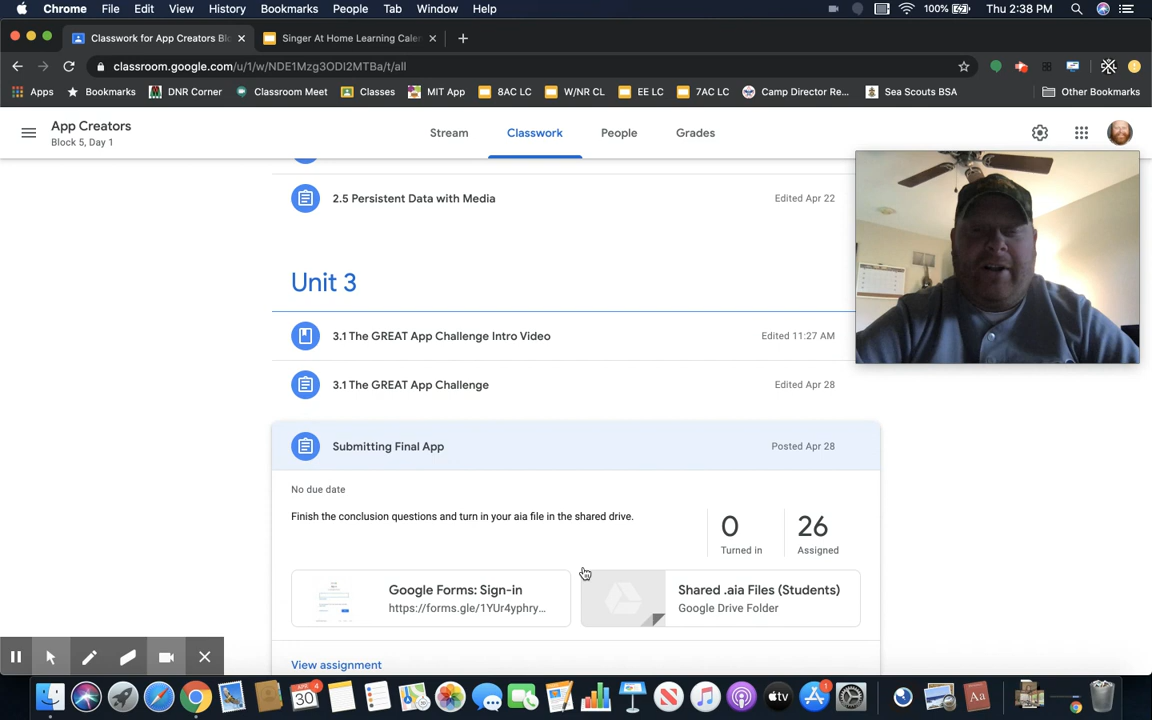 Chrome File Edit View History Bookmarks People Tab Window Help 100% Thu 2:38 PM
Classwork for App Creators Blo Singer At Home Learning Cale
classroom.google.com/u/1/w/NDE1Mzg3ODI2MTBa/t/all
Apps Bookmarks DNR Corner Classroom Meet Classes MIT App 8AC LC W/NR CL EE LC 7AC LC Camp Director Re... Sea Scouts BSA Other Bookmarks
App Creators
Block 5, Day 1
Stream Classwork People Grades
2.5 Persistent Data with Media Edited Apr 22
Unit 3
3.1 The GREAT App Challenge Intro Video Edited 11:27 AM
3.1 The GREAT App Challenge Edited Apr 28
Submitting Final App Posted Apr 28
No due date
Finish the conclusion questions and turn in your aia file in the shared drive.
0 26
Turned in Assigned
Google Forms: Sign-in
https://forms.gle/1YUr4yphry...
Shared .aia Files (Students)
Google Drive Folder
View assignment
APR 30 4
tv
1
Aa